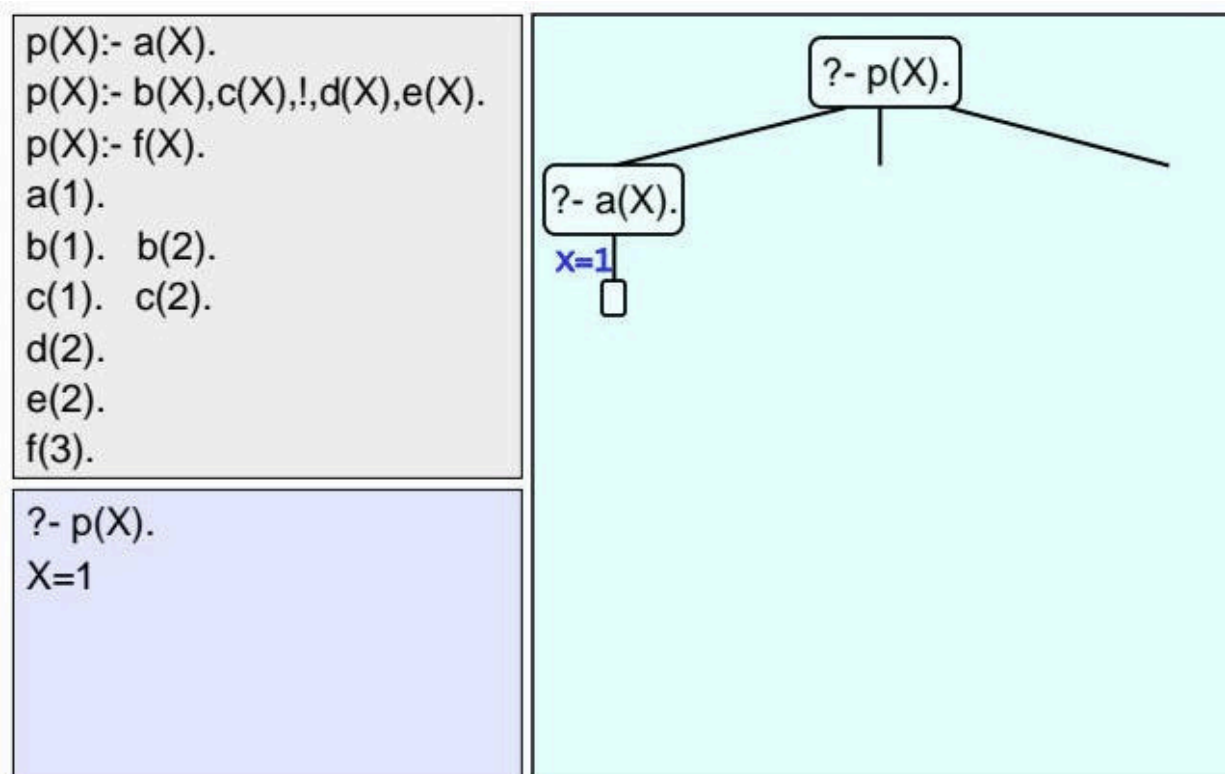 p(X):- a(X).
p(X):- b(X),c(X),!,d(X),e(X).
p(X):- f(X).
a(1).
b(1).   b(2).
c(1).   c(2).
d(2).
e(2).
f(3).
?- p(X).
X=1
?- p(X).
?- a(X).
X=1